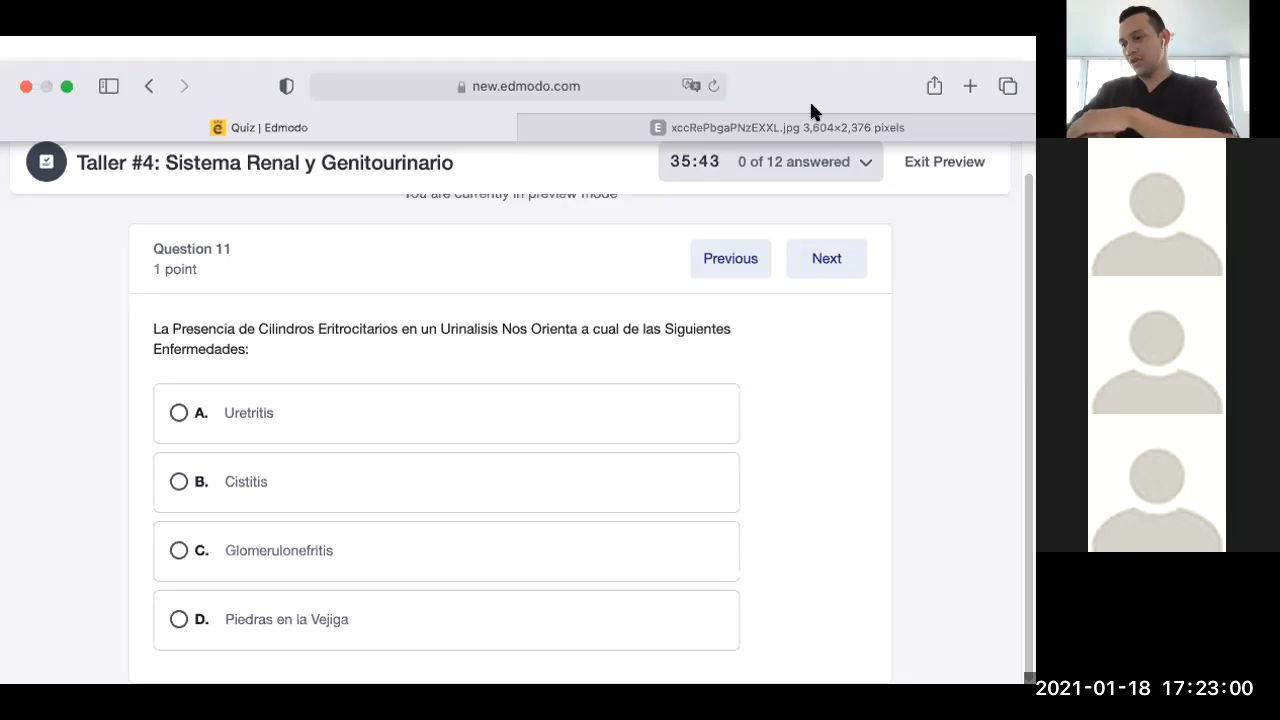 new.edmodo.com
Quiz | Edmodo
E xccRePbgaPNzEXXL.jpg 3,604×2,376 pixels
Taller #4: Sistema Renal y Genitourinario
35:43 0 of 12 answered
Exit Preview
You are currently in preview mode
Question 11
1 point
Previous
Next
La Presencia de Cilindros Eritrocitarios en un Urinalisis Nos Orienta a cual de las Siguientes
Enfermedades:
A. Uretritis
B. Cistitis
C. Glomerulonefritis
D. Piedras en la Vejiga
2021-01-18 17:23:00